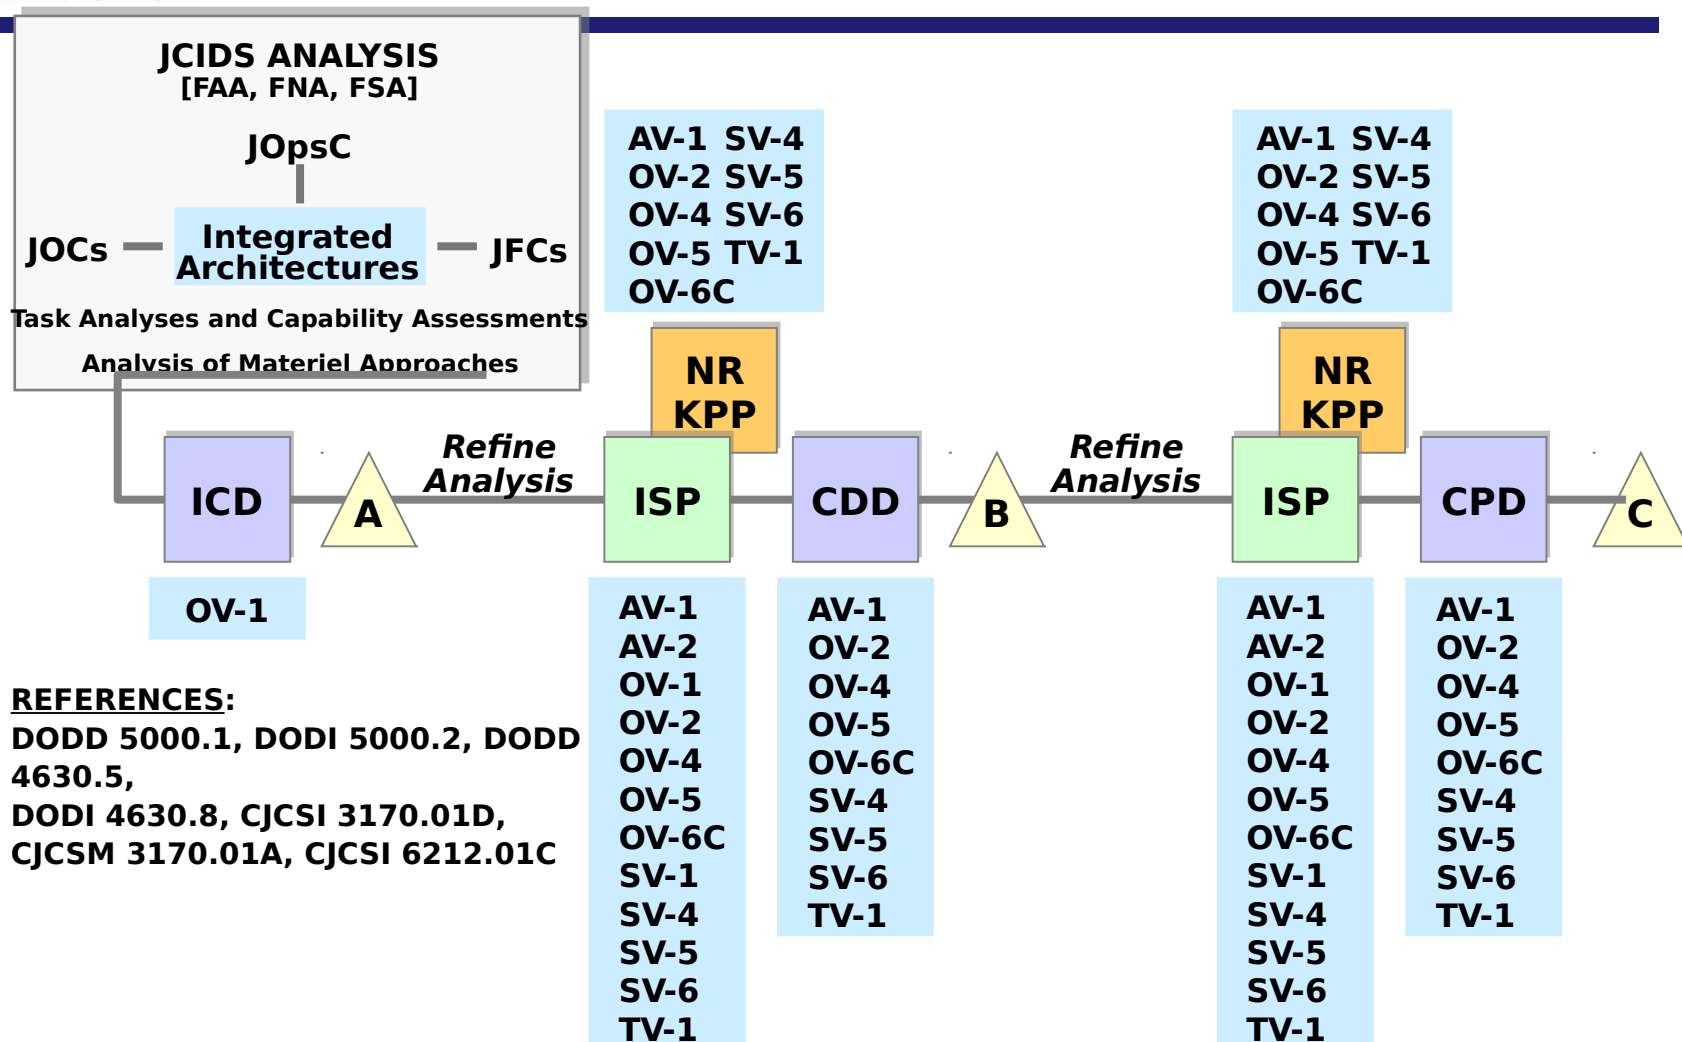 JCIDS ANALYSIS
[FAA, FNA, FSA]
JOpsC
JOCs
Integrated
Architectures
JFCs
Task Analyses and Capability Assessments
Analysis of Materiel Approaches
AV-1 SV-4
OV-2 SV-5
OV-4 SV-6
OV-5 TV-1
OV-6C
NR
KPP
AV-1 SV-4
OV-2 SV-5
OV-4 SV-6
OV-5 TV-1
OV-6C
NR
KPP
ICD
A
Refine
Analysis
ISP
CDD
B
Refine
Analysis
ISP
CPD
C
OV-1
AV-1
AV-2
OV-1
OV-2
OV-4
OV-5
OV-6C
SV-1
SV-4
SV-5
SV-6
TV-1
AV-1
OV-2
OV-4
OV-5
OV-6C
SV-4
SV-5
SV-6
TV-1
AV-1
AV-2
OV-1
OV-2
OV-4
OV-5
OV-6C
SV-1
SV-4
SV-5
SV-6
TV-1
AV-1
OV-2
OV-4
OV-5
OV-6C
SV-4
SV-5
SV-6
TV-1
REFERENCES:
DODD 5000.1, DODI 5000.2, DODD
4630.5,
DODI 4630.8, CJCSI 3170.01D,
CJCSM 3170.01A, CJCSI 6212.01C